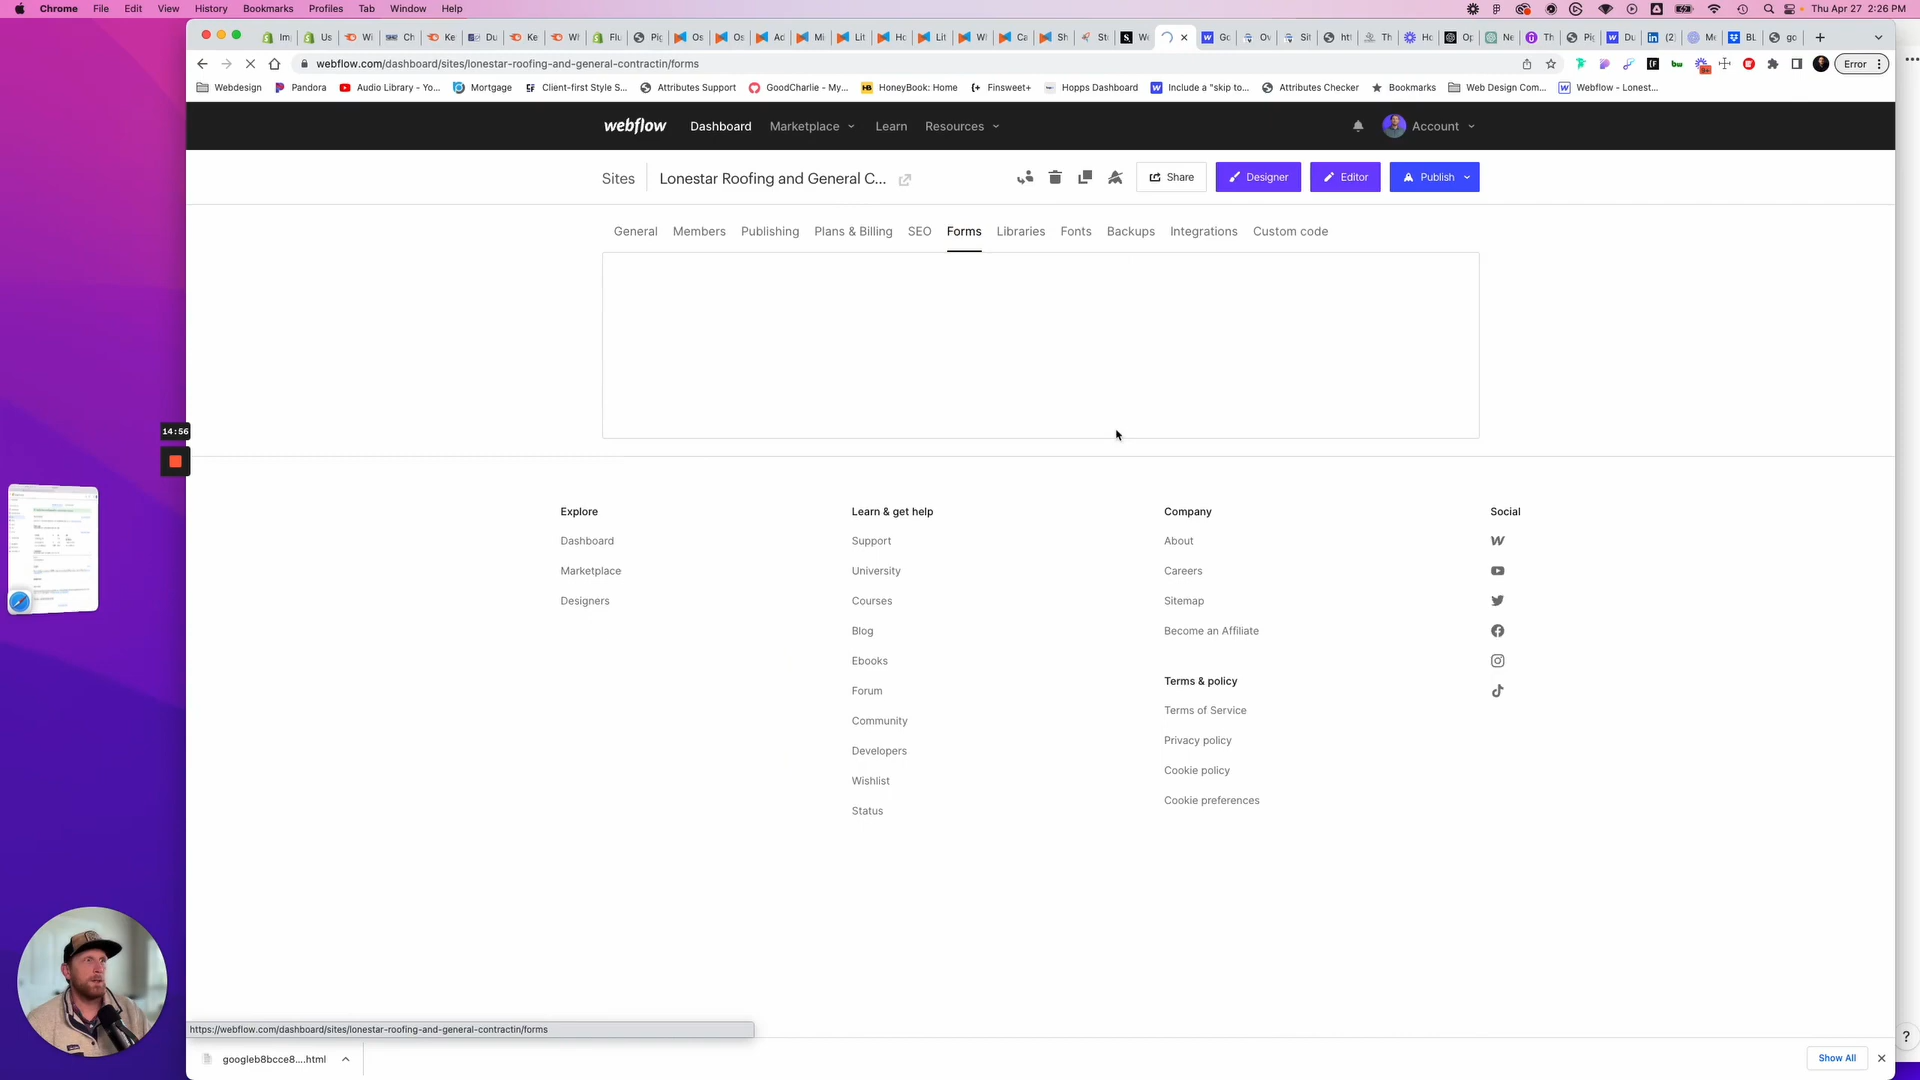 Chrome File Edit View History Bookmarks Profiles Tab Window Help Thu Apr 27 2:26 PM
webflow.com/dashboard/sites/lonestar-roofing-and-general-contractin/forms Error
Webdesign Pandora Audio Library - Yo... Mortgage Client-first Style S... Attributes Support GoodCharlie - My... HoneyBook: Home Finsweet+ Hopps Dashboard Include a "skip to... Attributes Checker Bookmarks Web Design Com... Webflow - Lonest...
webflow Dashboard Marketplace Learn Resources Account
Sites Lonestar Roofing and General C... Share Designer Editor Publish
General Members Publishing Plans & Billing SEO Forms Libraries Fonts Backups Integrations Custom code
14:56
Explore
Dashboard
Marketplace
Designers
Learn & get help
Support
University
Courses
Blog
Ebooks
Forum
Community
Developers
Wishlist
Status
Company
About
Careers
Sitemap
Become an Affiliate
Terms & policy
Terms of Service
Privacy policy
Cookie policy
Cookie preferences
Social
https://webflow.com/dashboard/sites/lonestar-roofing-and-general-contractin/forms
googleb8bcce8....html Show All